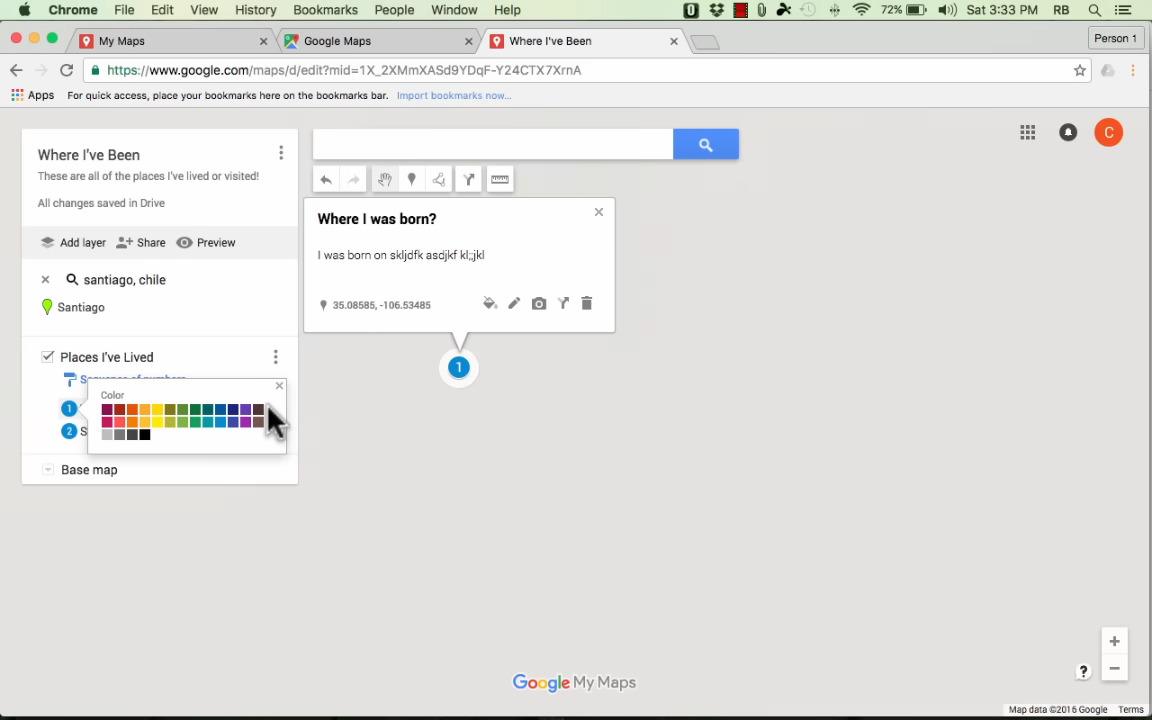 Chrome File Edit View History Bookmarks People Window Help 72% Sat 3:33 PM RB
My Maps Google Maps Where I've Been Person 1
https://www.google.com/maps/d/edit?mid=1X_2XMmXASd9YDqF-Y24CTX7XrnA
Apps For quick access, place your bookmarks here on the bookmarks bar. Import bookmarks now...
Where I've Been
These are all of the places I've lived or visited!
All changes saved in Drive
Add layer Share Preview
santiago, chile
Santiago
Places I've Lived
Color
1
2 S
Base map
C
Where I was born?
I was born on skljdfk asdjkf kl;;jkl
35.08585, -106.53485
1
Google My Maps
+
−
?
Map data ©2016 Google Terms